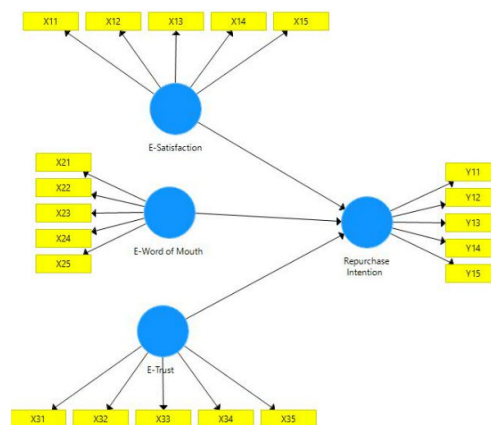 X11 X12 X13 X14 X15
E-Satisfaction
X21
X22
X23
X24
X25
E-Word of Mouth
Y11
Y12
Y13
Y14
Y15
Repurchase
Intention
E-Trust
X31 X32 X33 X34 X35